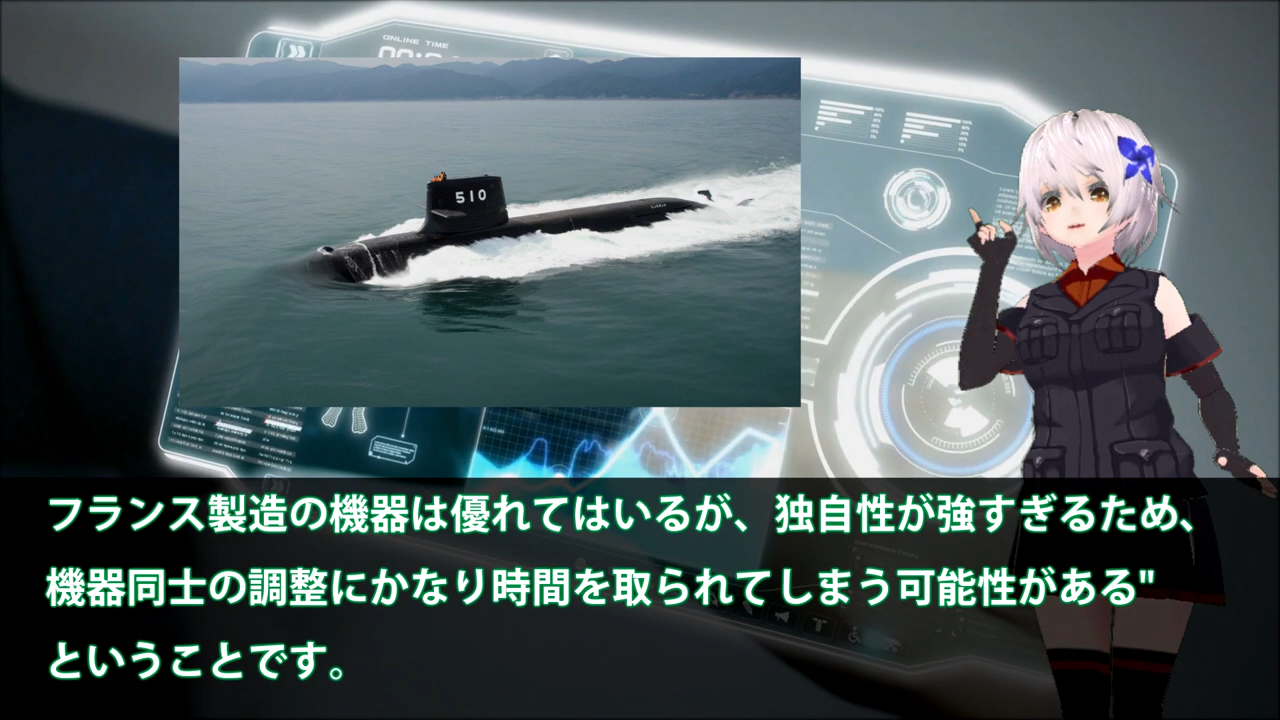 ONLINE TIME
510
フランス製造の機器は優れてはいるが、独自性が強すぎるため、
機器同士の調整にかなり時間を取られてしまう可能性がある"
ということです。